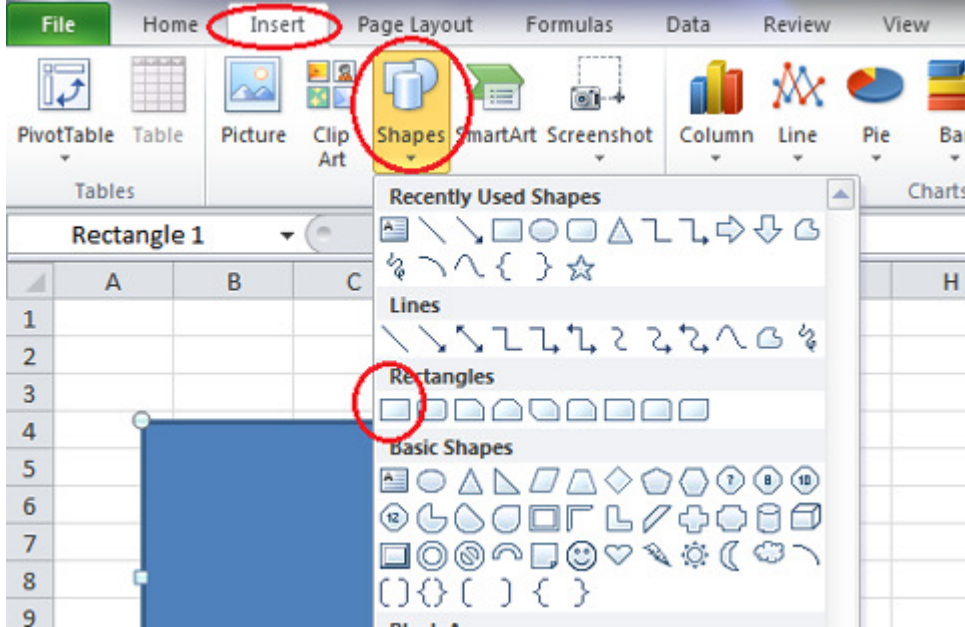 File Home Insert Page Layout Formulas Data Review View
PivotTable Table Picture Clip Art Shapes SmartArt Screenshot Column Line Pie Ba
Tables Charts
Recently Used Shapes
Rectangle 1
A B C H
Lines
1
2
Rectangles
3
4
Basic Shapes
5
6
7
8
9